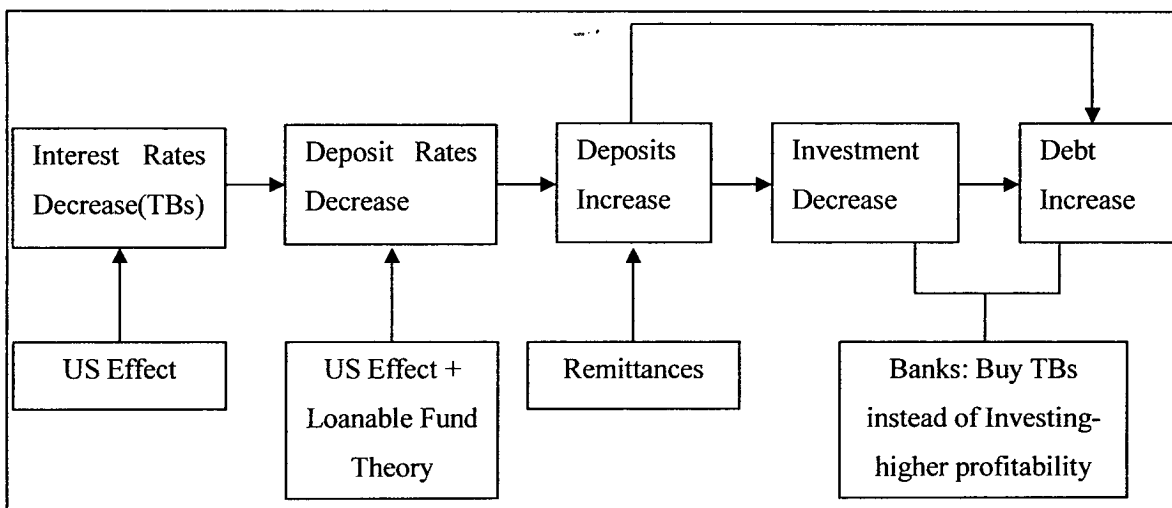 Interest Rates
Decrease(TBs)
Deposit Rates
Decrease
Deposits
Increase
Investment
Decrease
Debt
Increase
US Effect
US Effect +
Loanable Fund
Theory
Remittances
Banks: Buy TBs
instead of Investing-
higher profitability